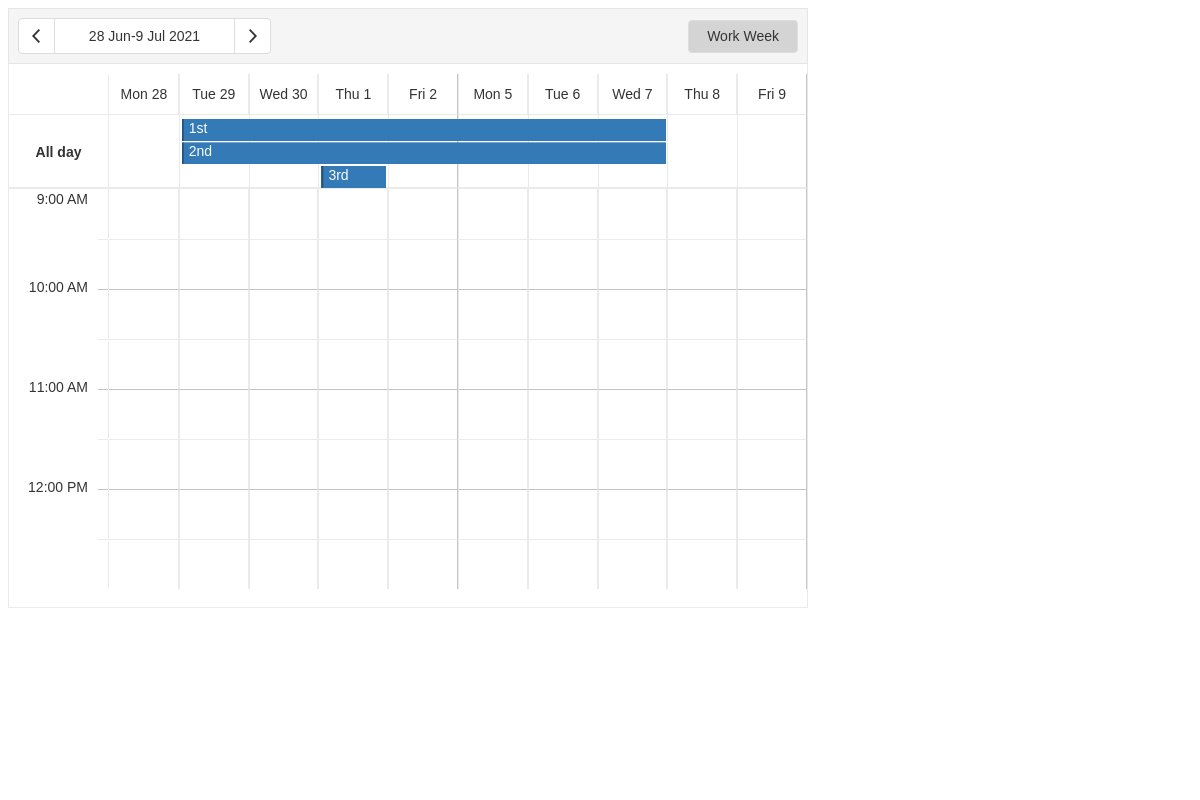 28 Jun-9 Jul 2021
Work Week
Mon 28 Tue 29 Wed 30 Thu 1 Fri 2 Mon 5 Tue 6 Wed 7 Thu 8 Fri 9
All day
1st
2nd
3rd
9:00 AM
10:00 AM
11:00 AM
12:00 PM